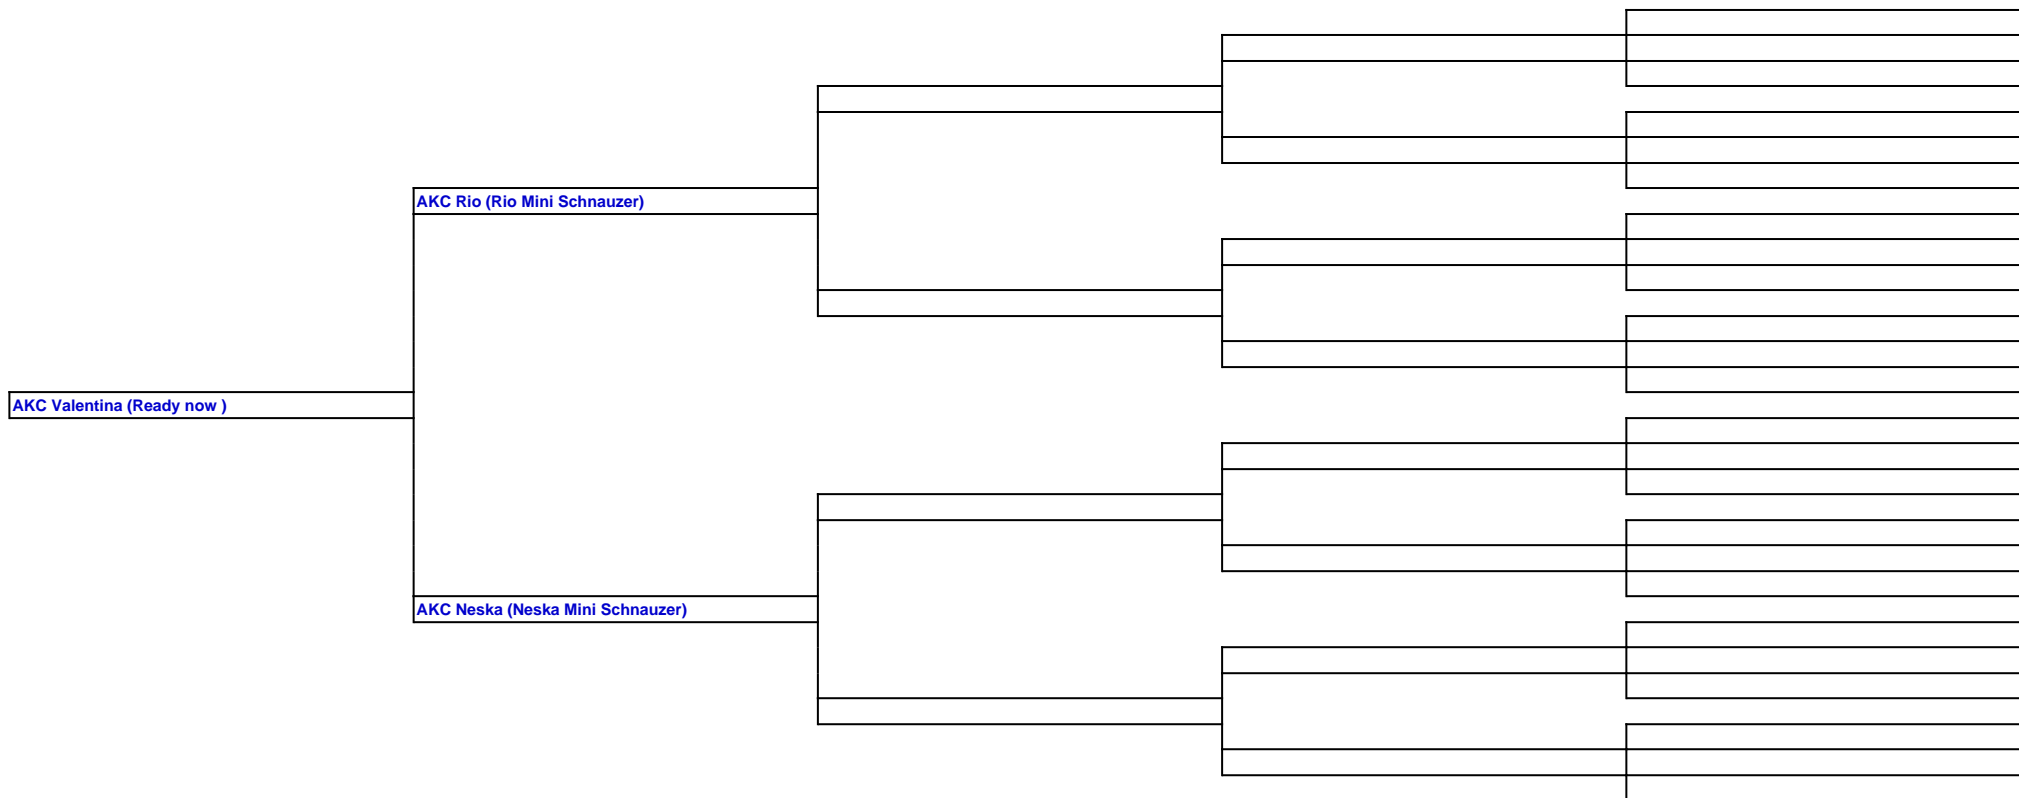 AKC Rio (Rio Mini Schnauzer)
AKC Valentina (Ready now )
AKC Neska (Neska Mini Schnauzer)